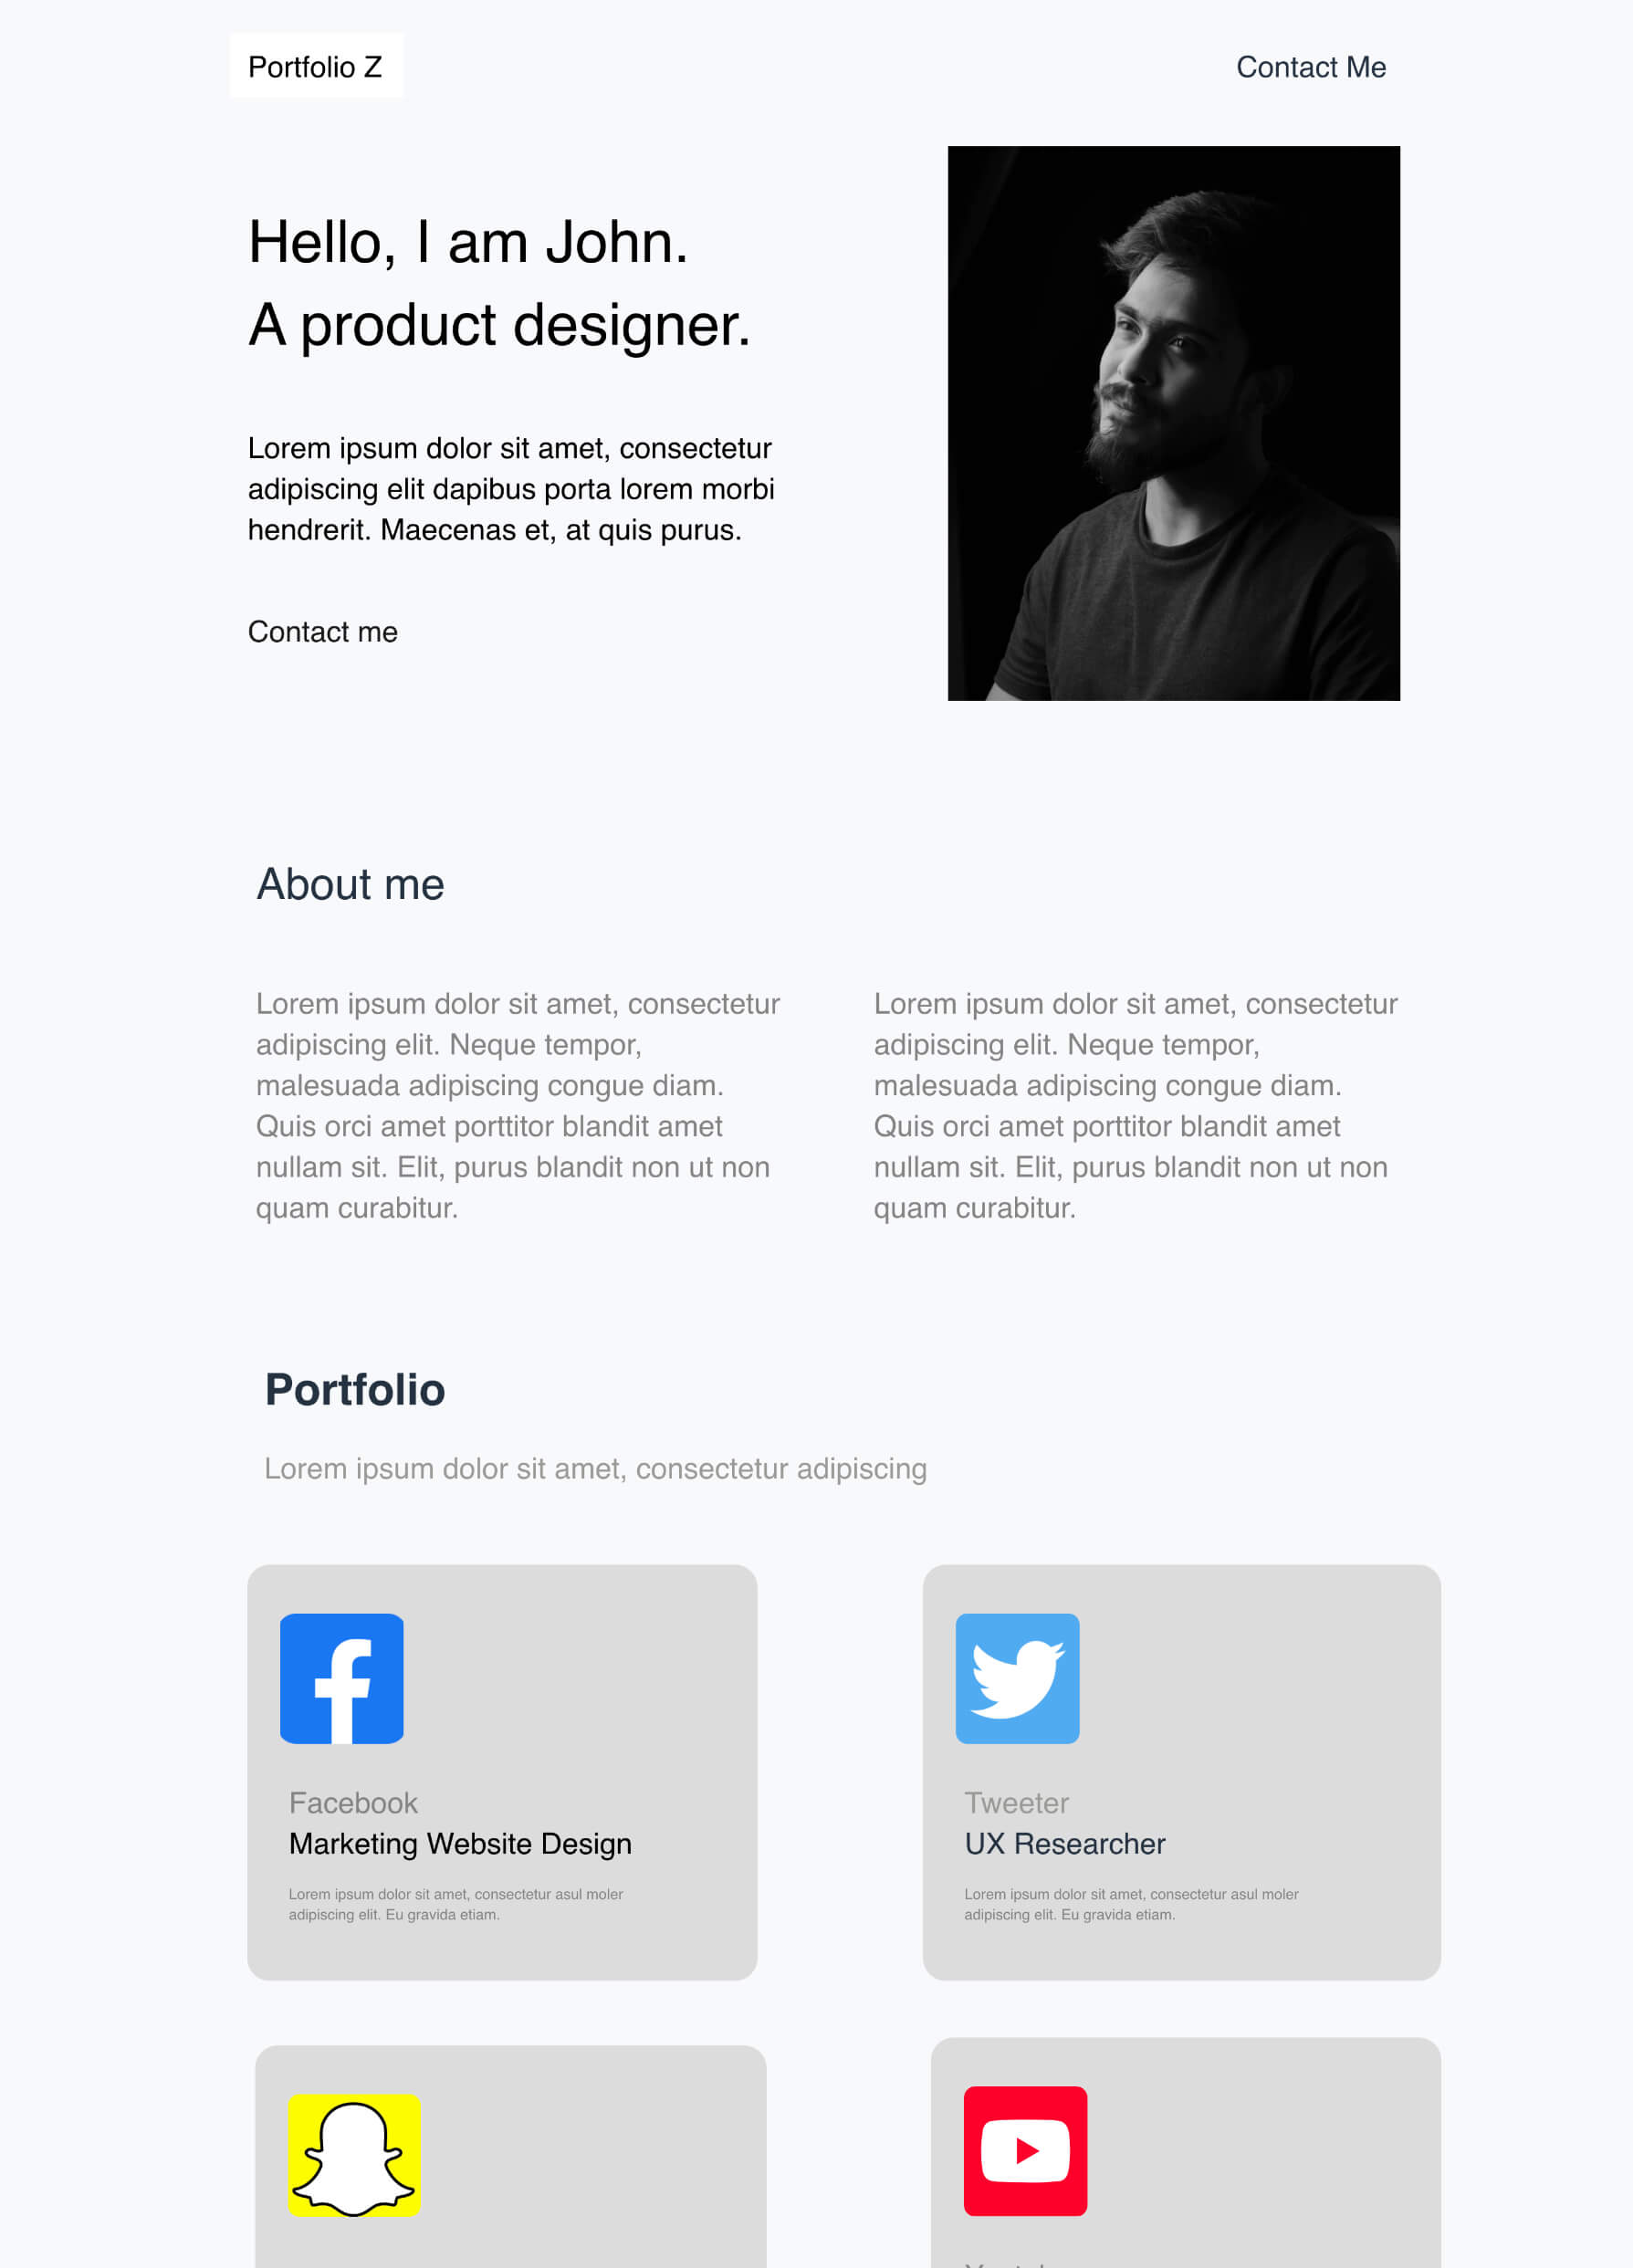 Portfolio Z
Contact Me
Hello, I am John.
A product designer.
Lorem ipsum dolor sit amet, consectetur
adipiscing elit dapibus porta lorem morbi
hendrerit. Maecenas et, at quis purus.
Contact me
About me
Lorem ipsum dolor sit amet, consectetur
adipiscing elit. Neque tempor,
malesuada adipiscing congue diam.
Quis orci amet porttitor blandit amet
nullam sit. Elit, purus blandit non ut non
quam curabitur.
Lorem ipsum dolor sit amet, consectetur
adipiscing elit. Neque tempor,
malesuada adipiscing congue diam.
Quis orci amet porttitor blandit amet
nullam sit. Elit, purus blandit non ut non
quam curabitur.
Portfolio
Lorem ipsum dolor sit amet, consectetur adipiscing
Facebook
Marketing Website Design
Lorem ipsum dolor sit amet, consectetur asul moler
adipiscing elit. Eu gravida etiam.
Tweeter
UX Researcher
Lorem ipsum dolor sit amet, consectetur asul moler
adipiscing elit. Eu gravida etiam.